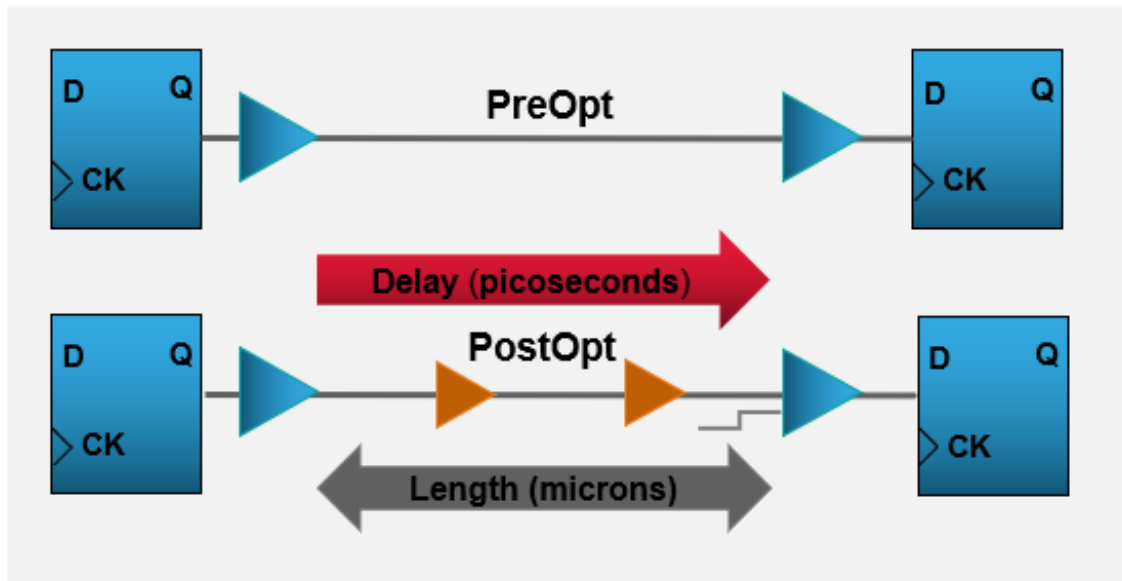 D
Q
CK
PreOpt
D
Q
CK
Delay (picoseconds)
D
Q
CK
PostOpt
D
Q
CK
Length (microns)